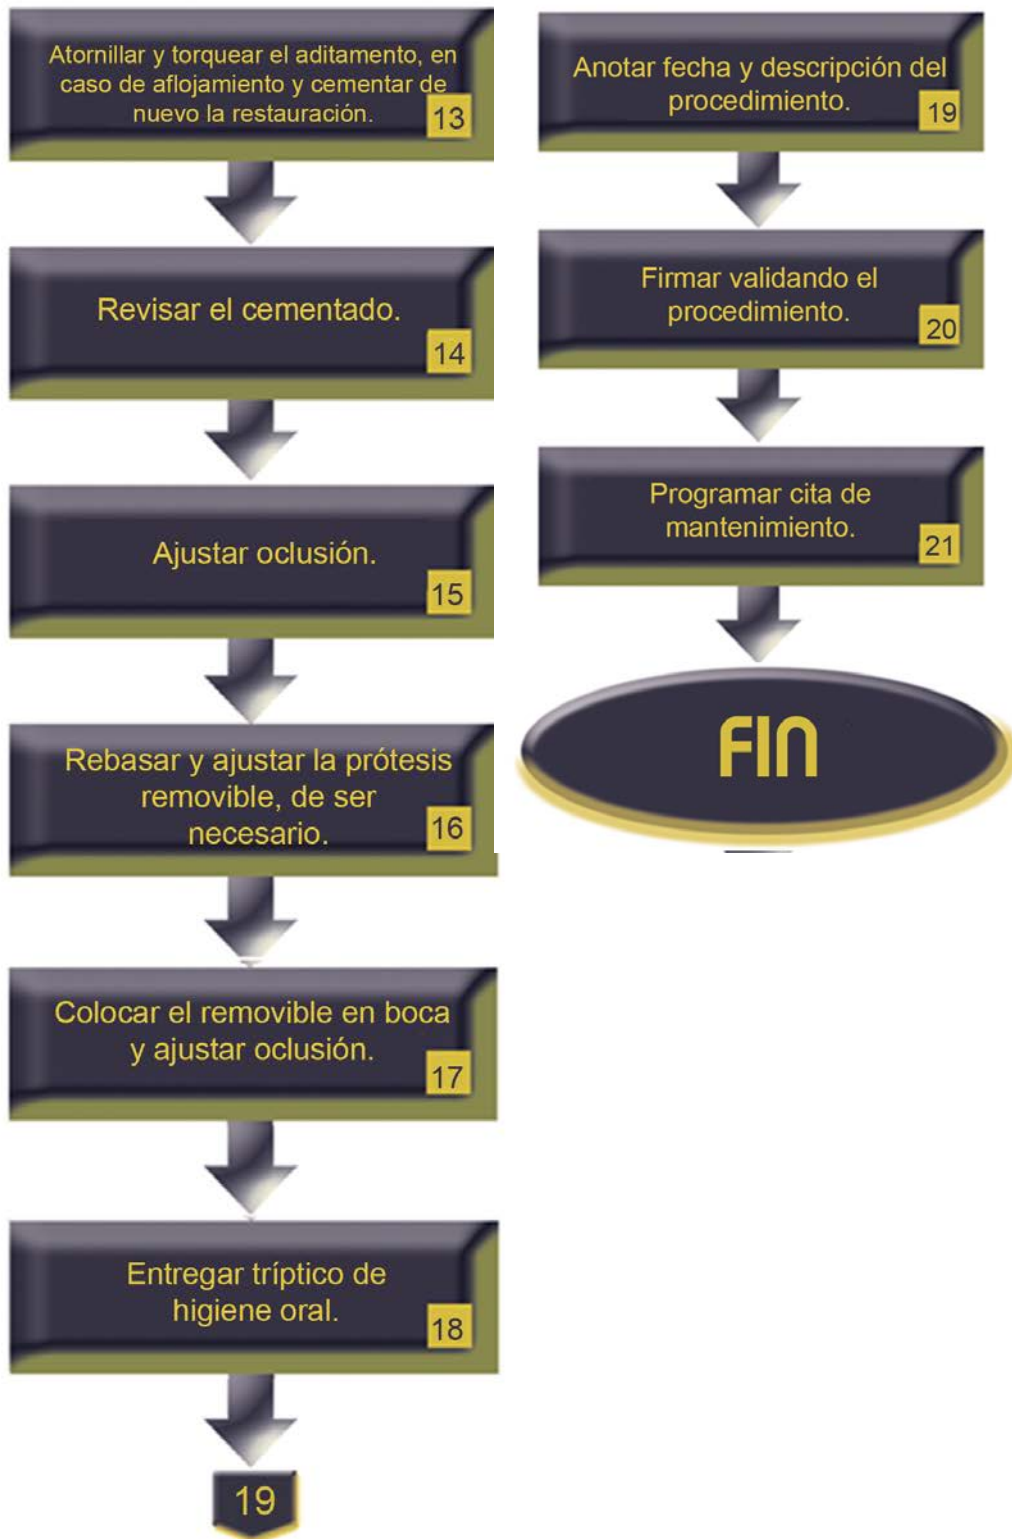 Atornillar y torquear el aditamento, en
caso de aflojamiento y cementar de
nuevo la restauración.
13
Revisar el cementado.
14
Ajustar oclusión.
15
Rebasar y ajustar la prótesis
removible, de ser
necesario.
16
Colocar el removible en boca
y ajustar oclusión.
17
Entregar tríptico de
higiene oral.
18
19
Anotar fecha y descripción del
procedimiento.
19
Firmar validando el
procedimiento.
20
Programar cita de
mantenimiento.
21
FIN